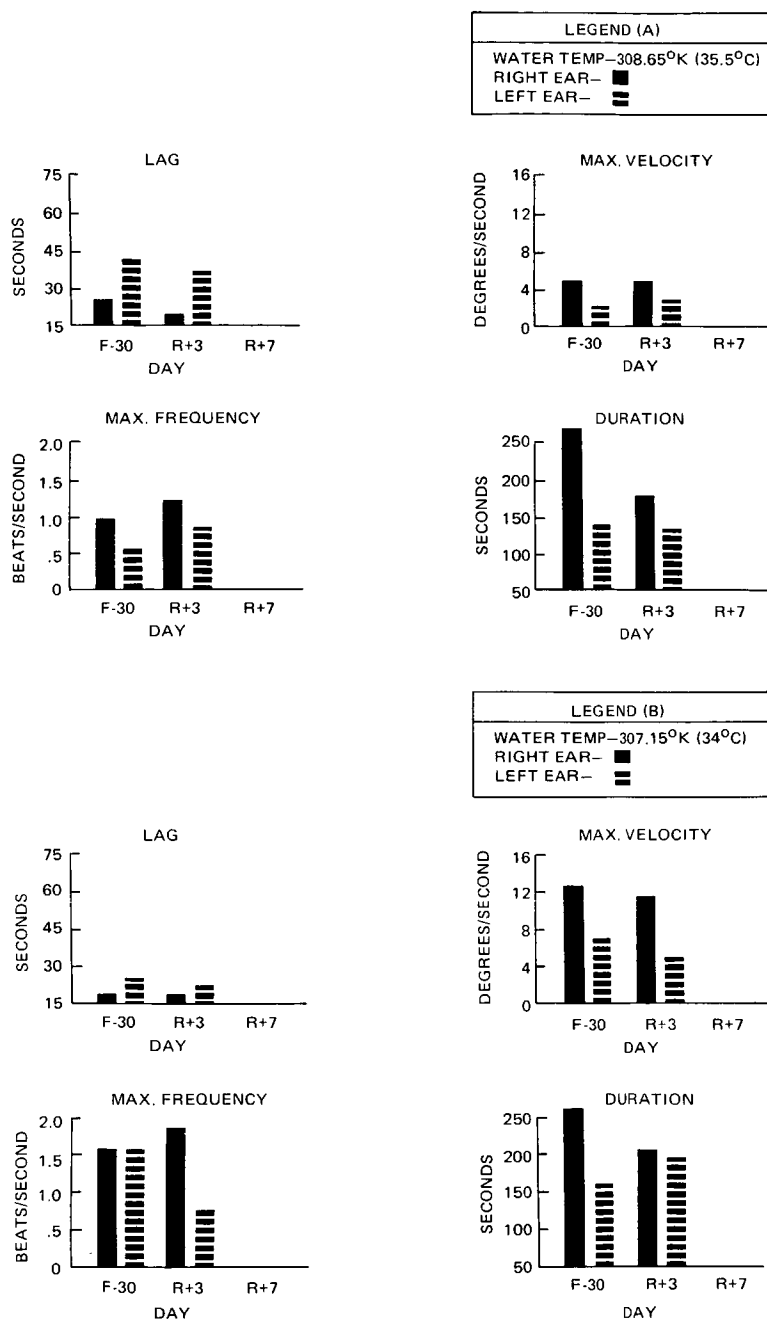 LEGEND (A)
WATER TEMP–308.65°K (35.5°C)
RIGHT EAR–
LEFT EAR–
LAG
SECONDS
75
60
45
30
15
F-30 R+3 R+7
DAY
MAX. VELOCITY
DEGREES/SECOND
16
12
8
4
0
F-30 R+3 R+7
DAY
MAX. FREQUENCY
BEATS/SECOND
2.0
1.5
1.0
.5
0
F-30 R+3 R+7
DAY
DURATION
SECONDS
250
200
150
100
50
F-30 R+3 R+7
DAY
LEGEND (B)
WATER TEMP–307.15°K (34°C)
RIGHT EAR–
LEFT EAR–
LAG
SECONDS
75
60
45
30
15
F-30 R+3 R+7
DAY
MAX. VELOCITY
DEGREES/SECOND
16
12
8
4
0
F-30 R+3 R+7
DAY
MAX. FREQUENCY
BEATS/SECOND
2.0
1.5
1.0
.5
0
F-30 R+3 R+7
DAY
DURATION
SECONDS
250
200
150
100
50
F-30 R+3 R+7
DAY